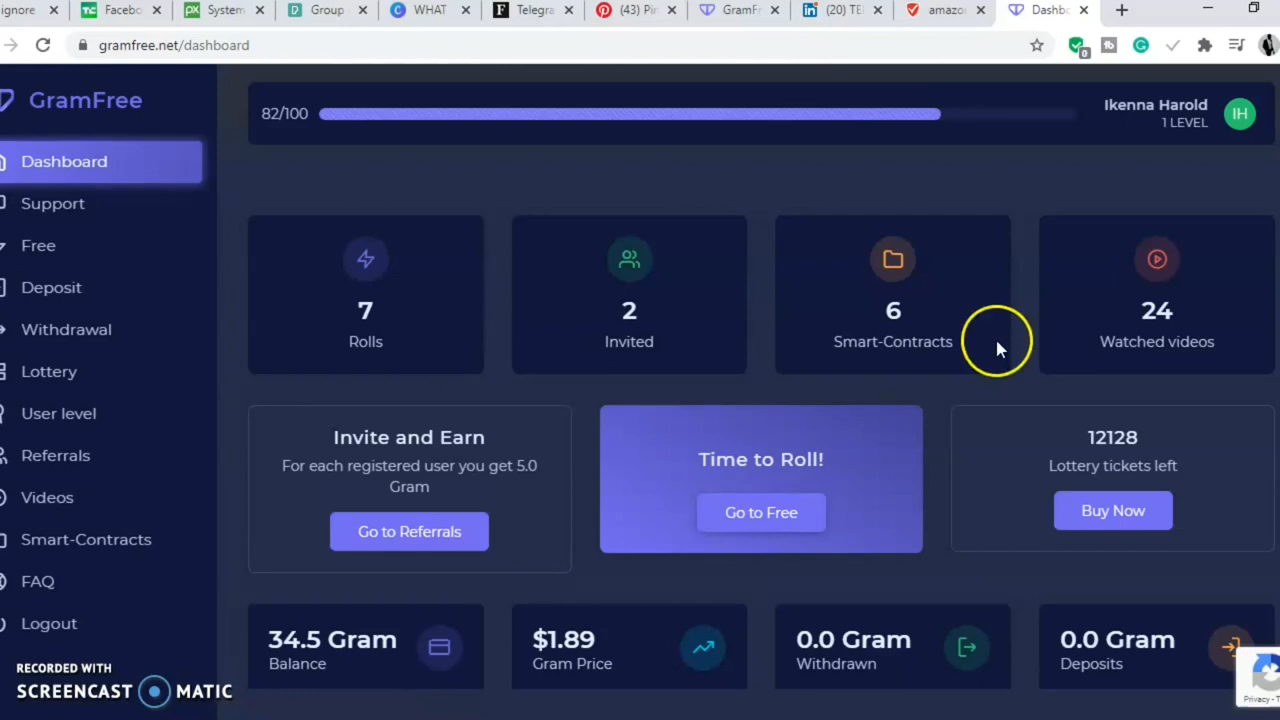 ignore
Facebo
System
Group
WHAT
Telegra
(43) Pin
GramFr
(20) TE
amazo
Dashbo
gramfree.net/dashboard
0
GramFree
82/100
Ikenna Harold
1 LEVEL
IH
Dashboard
Support
Free
Deposit
Withdrawal
Lottery
User level
Referrals
Videos
Smart-Contracts
FAQ
Logout
7
Rolls
2
Invited
6
Smart-Contracts
24
Watched videos
Invite and Earn
For each registered user you get 5.0
Gram
Go to Referrals
Time to Roll!
Go to Free
12128
Lottery tickets left
Buy Now
34.5 Gram
Balance
$1.89
Gram Price
0.0 Gram
Withdrawn
0.0 Gram
Deposits
Privacy - T
RECORDED WITH
SCREENCAST MATIC